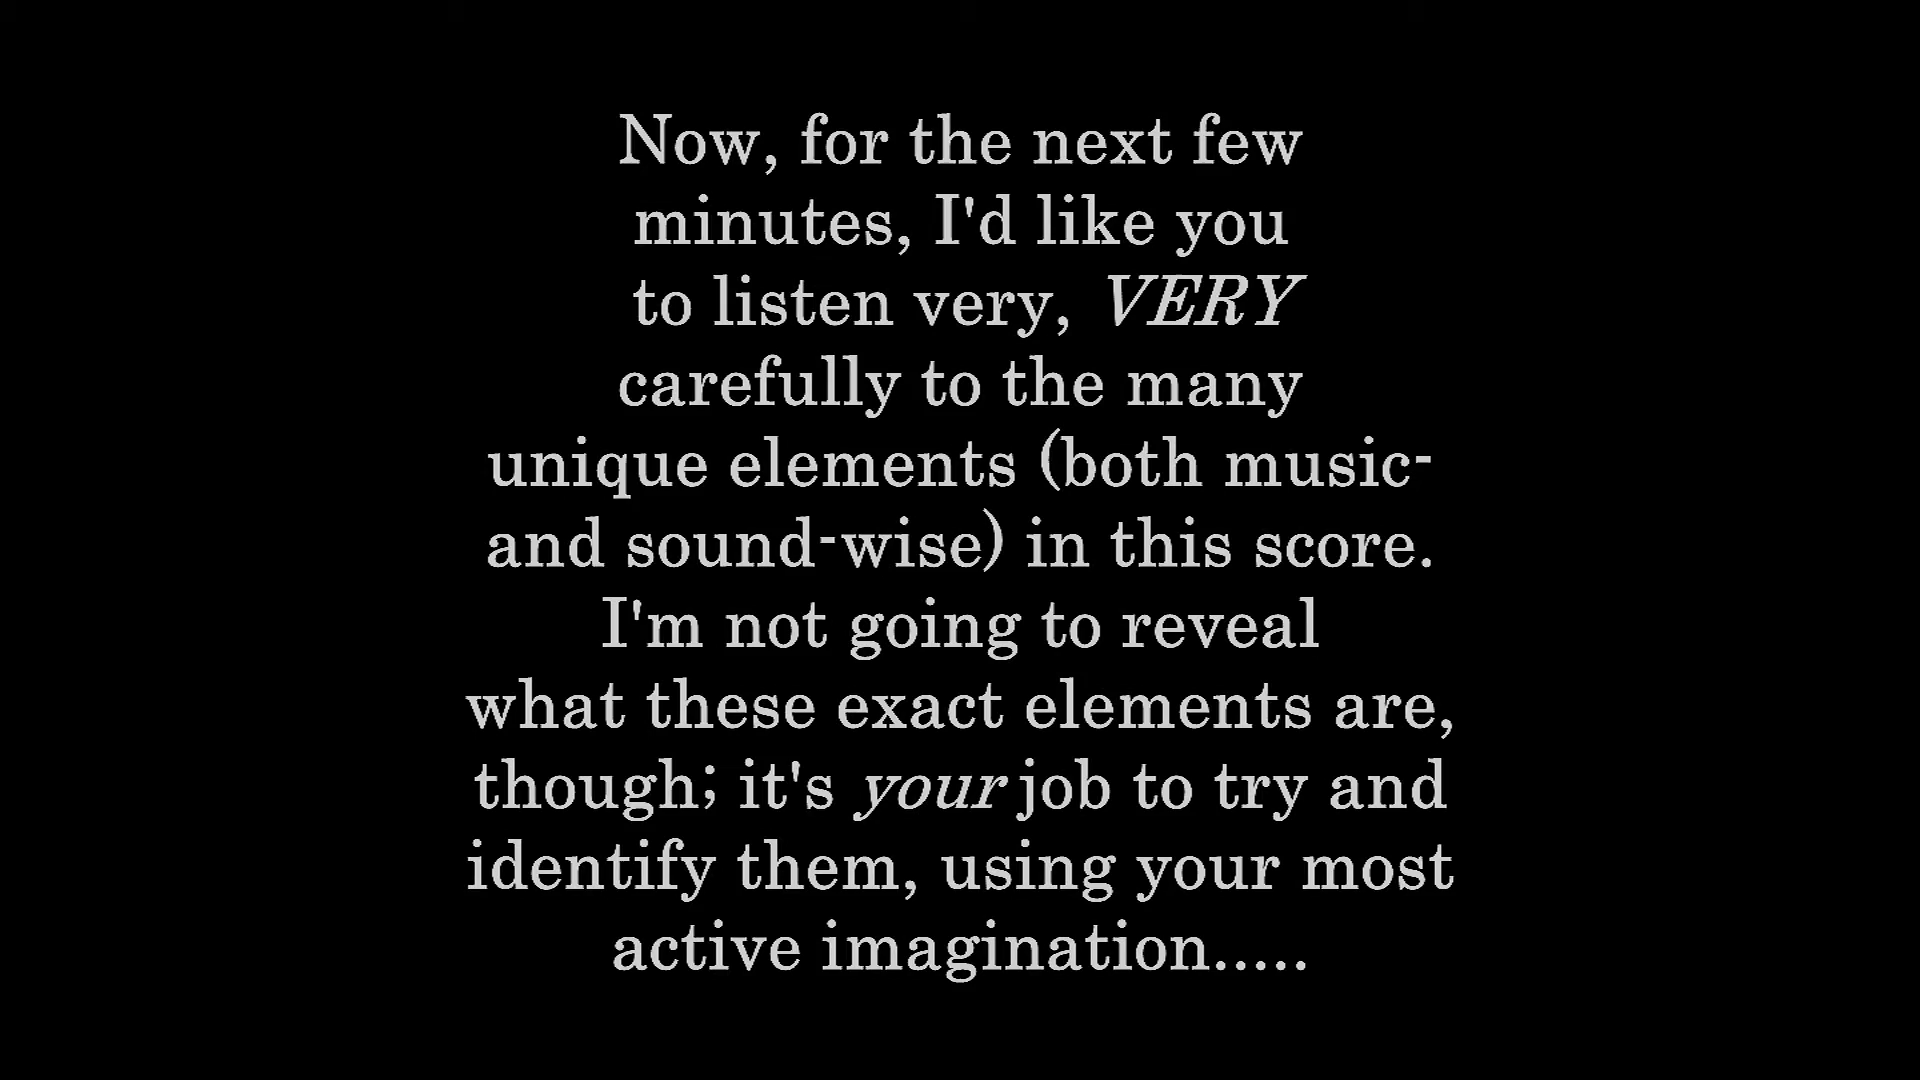 Now, for the next few
minutes, I'd like you
to listen very, VERY
carefully to the many
unique elements (both music-
and sound-wise) in this score.
I'm not going to reveal
what these exact elements are,
though; it's your job to try and
identify them, using your most
active imagination.....